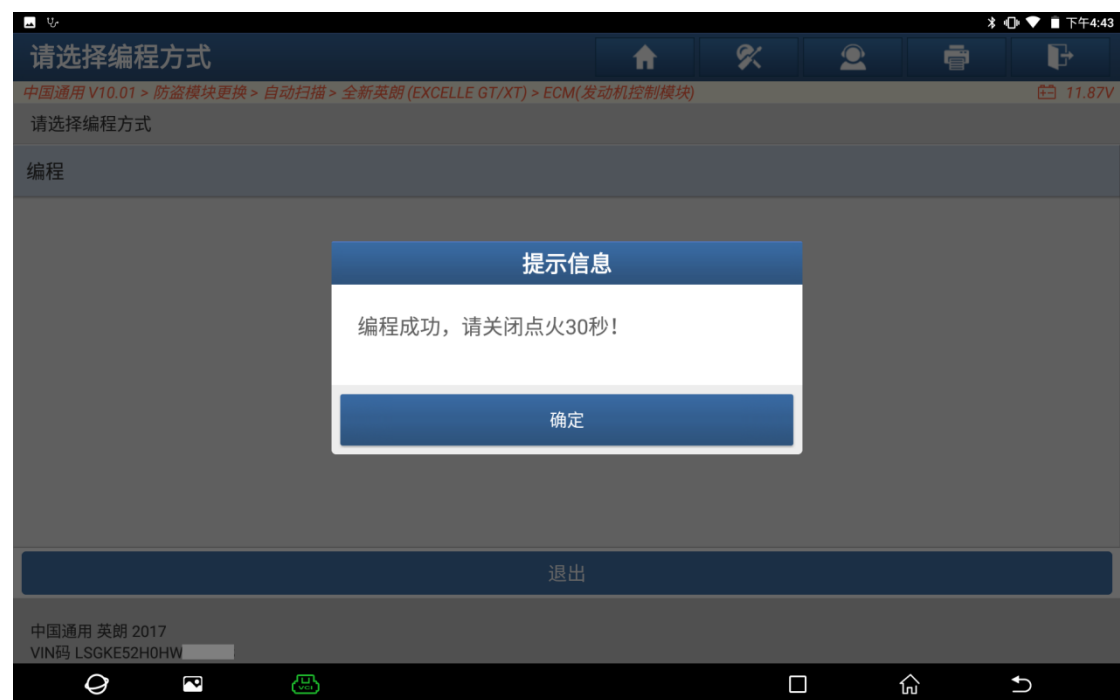 下午4:43
请选择编程方式
中国通用 V10.01 > 防盗模块更换 > 自动扫描 > 全新英朗 (EXCELLE GT/XT) > ECM(发动机控制模块)
11.87V
请选择编程方式
编程
提示信息
编程成功，请关闭点火30秒！
确定
退出
中国通用 英朗 2017
VIN码 LSGKE52H0HW
VCI